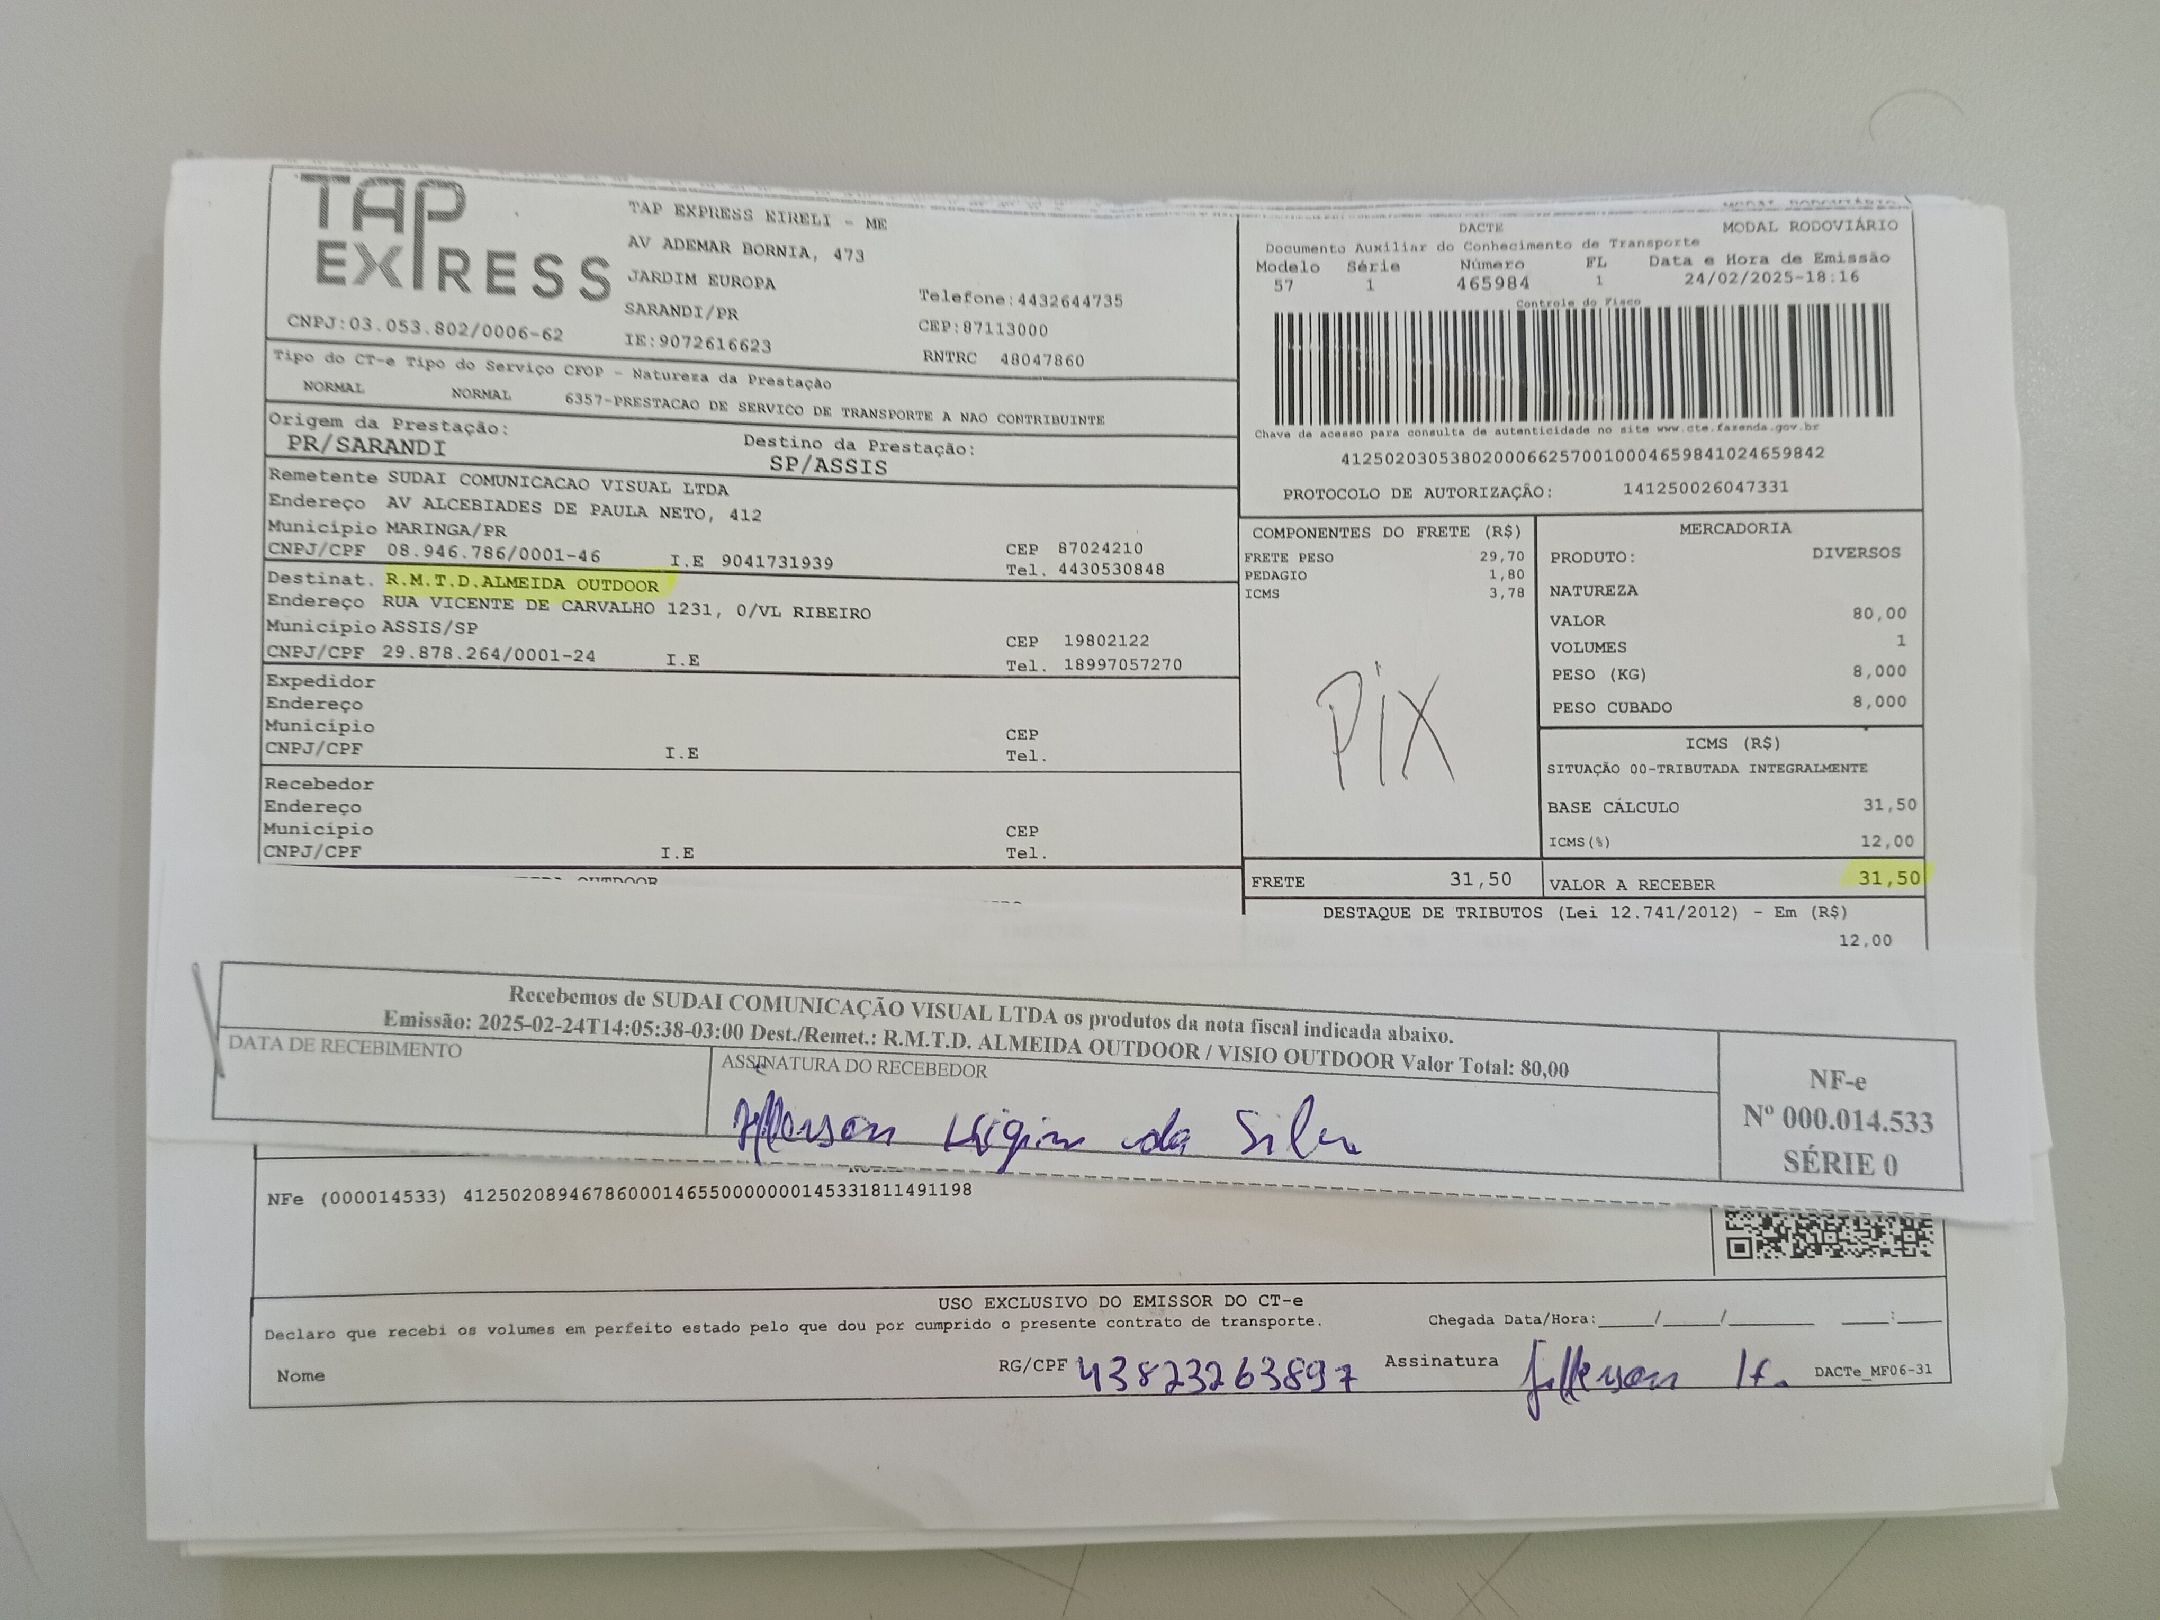 TAP EXPRESS
TAP EXPRESS EIRELI - ME
AV ADEMAR BORNIA, 473
JARDIM EUROPA
SARANDI/PR
IE:9072616623
Telefone:4432644735
CEP:87113000
RNTRC 48047860
CNPJ:03.053.802/0006-62
Tipo do CT-e Tipo do Serviço CFOP - Natureza da Prestação
NORMAL NORMAL 6357-PRESTACAO DE SERVICO DE TRANSPORTE A NAO CONTRIBUINTE
Origem da Prestação: Destino da Prestação:
PR/SARANDI SP/ASSIS
Remetente SUDAI COMUNICACAO VISUAL LTDA
Endereço AV ALCEBIADES DE PAULA NETO, 412
Município MARINGA/PR CEP 87024210
CNPJ/CPF 08.946.786/0001-46 I.E 9041731939 Tel. 4430530848
Destinat. R.M.T.D.ALMEIDA OUTDOOR
Endereço RUA VICENTE DE CARVALHO 1231, 0/VL RIBEIRO
Município ASSIS/SP CEP 19802122
CNPJ/CPF 29.878.264/0001-24 I.E Tel. 18997057270
Expedidor
Endereço
Município CEP
CNPJ/CPF I.E Tel.
Recebedor
Endereço
Município CEP
CNPJ/CPF I.E Tel.
OUTDOOR
DACTE MODAL RODOVIÁRIO
Documento Auxiliar do Conhecimento de Transporte
Modelo Série Número FL Data e Hora de Emissão
57 1 465984 1 24/02/2025-18:16
Controle do Fisco
Chave de acesso para consulta de autenticidade no site www.cte.fazenda.gov.br
41250203053802000662570010004659841024659842
PROTOCOLO DE AUTORIZAÇÃO: 141250026047331
COMPONENTES DO FRETE (R$)
FRETE PESO 29,70
PEDAGIO 1,80
ICMS 3,78
PIX
MERCADORIA
PRODUTO: DIVERSOS
NATUREZA
VALOR 80,00
VOLUMES 1
PESO (KG) 8,000
PESO CUBADO 8,000
ICMS (R$)
SITUAÇÃO 00-TRIBUTADA INTEGRALMENTE
BASE CÁLCULO 31,50
ICMS(%) 12,00
FRETE 31,50 VALOR A RECEBER 31,50
DESTAQUE DE TRIBUTOS (Lei 12.741/2012) - Em (R$)
12,00
Recebemos de SUDAI COMUNICAÇÃO VISUAL LTDA os produtos da nota fiscal indicada abaixo.
Emissão: 2025-02-24T14:05:38-03:00 Dest./Remet.: R.M.T.D. ALMEIDA OUTDOOR / VISIO OUTDOOR Valor Total: 80,00
DATA DE RECEBIMENTO
ASSINATURA DO RECEBEDOR
Jefferson da Silva
NF-e
Nº 000.014.533
SÉRIE 0
NFe (000014533) 41250208946786000146550000000145331811491198
USO EXCLUSIVO DO EMISSOR DO CT-e
Declaro que recebi os volumes em perfeito estado pelo que dou por cumprido o presente contrato de transporte.
Chegada Data/Hora:_____/_____/_______ ____:____
Nome RG/CPF 43823263897 Assinatura Jefferson DACTe_MF06-31